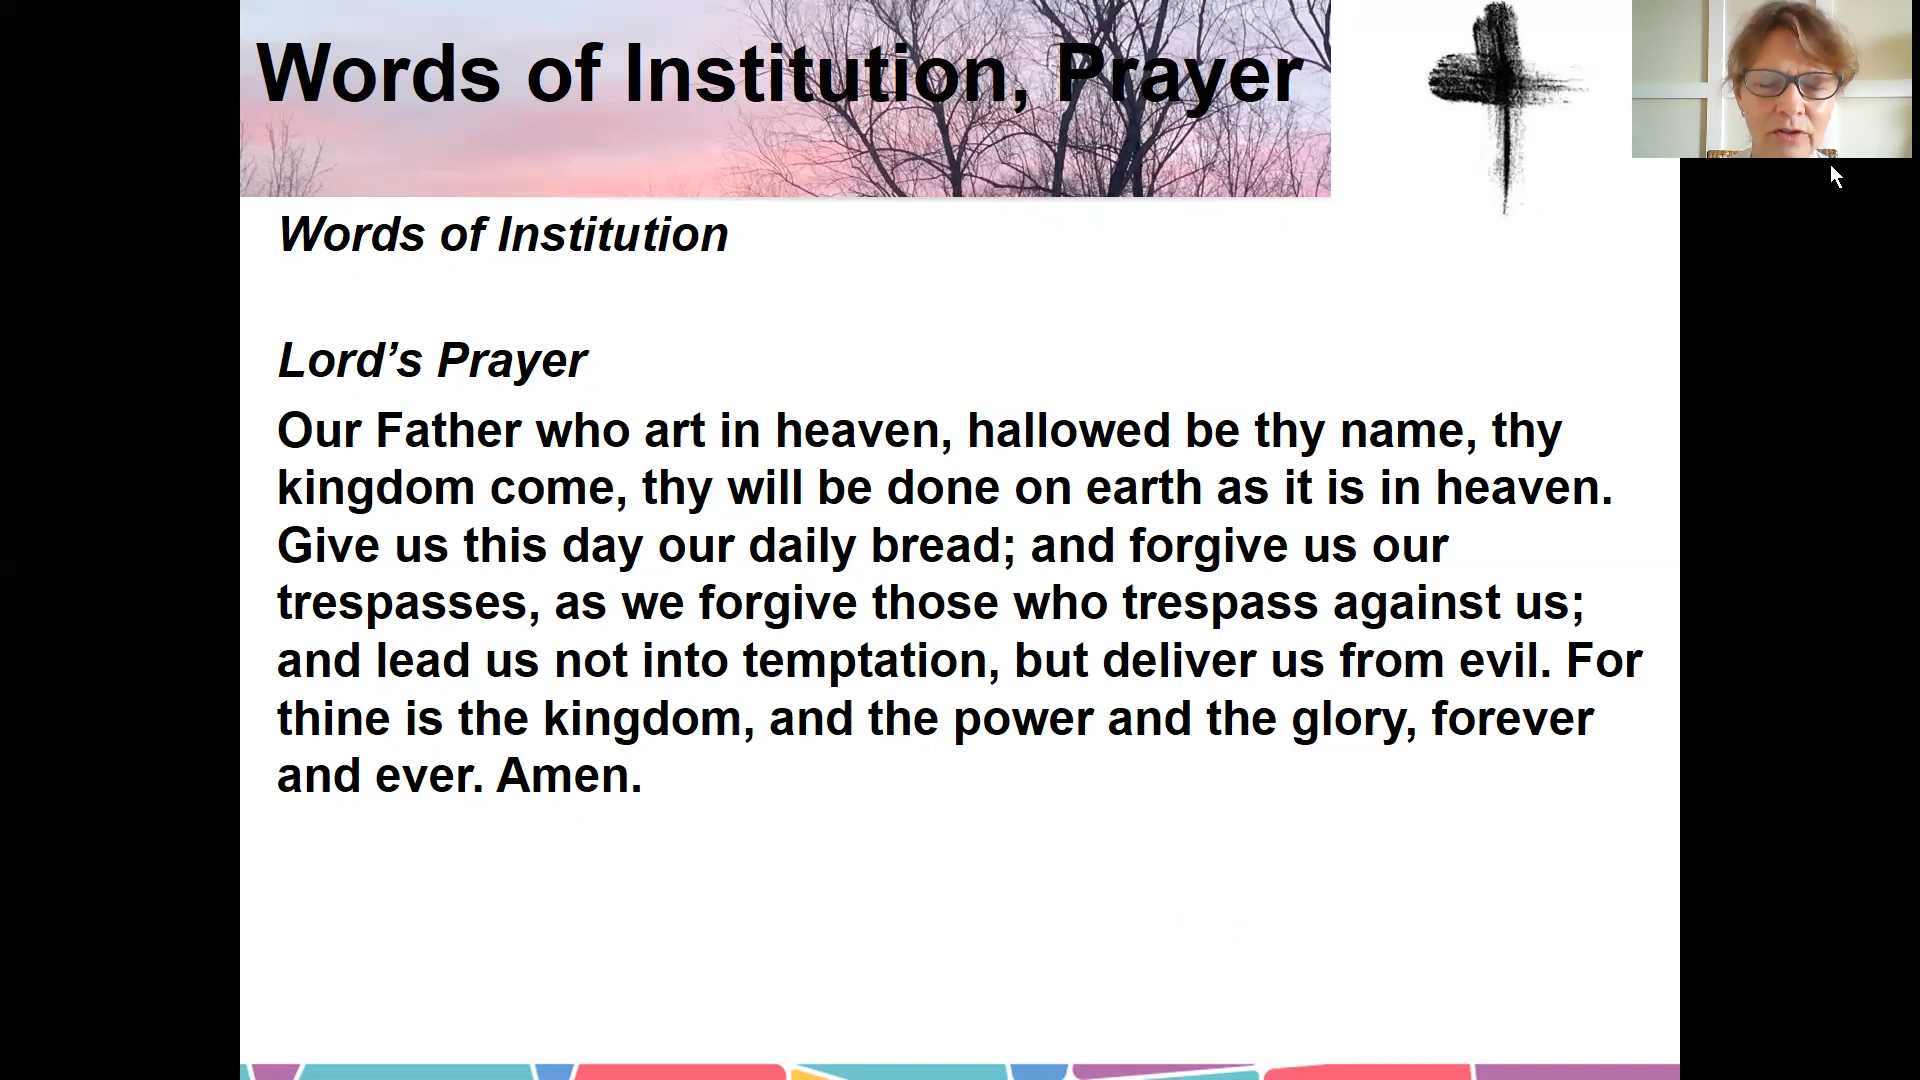 Words of Institution, Prayer
Words of Institution
Lord’s Prayer
Our Father who art in heaven, hallowed be thy name, thy
kingdom come, thy will be done on earth as it is in heaven.
Give us this day our daily bread; and forgive us our
trespasses, as we forgive those who trespass against us;
and lead us not into temptation, but deliver us from evil. For
thine is the kingdom, and the power and the glory, forever
and ever. Amen.